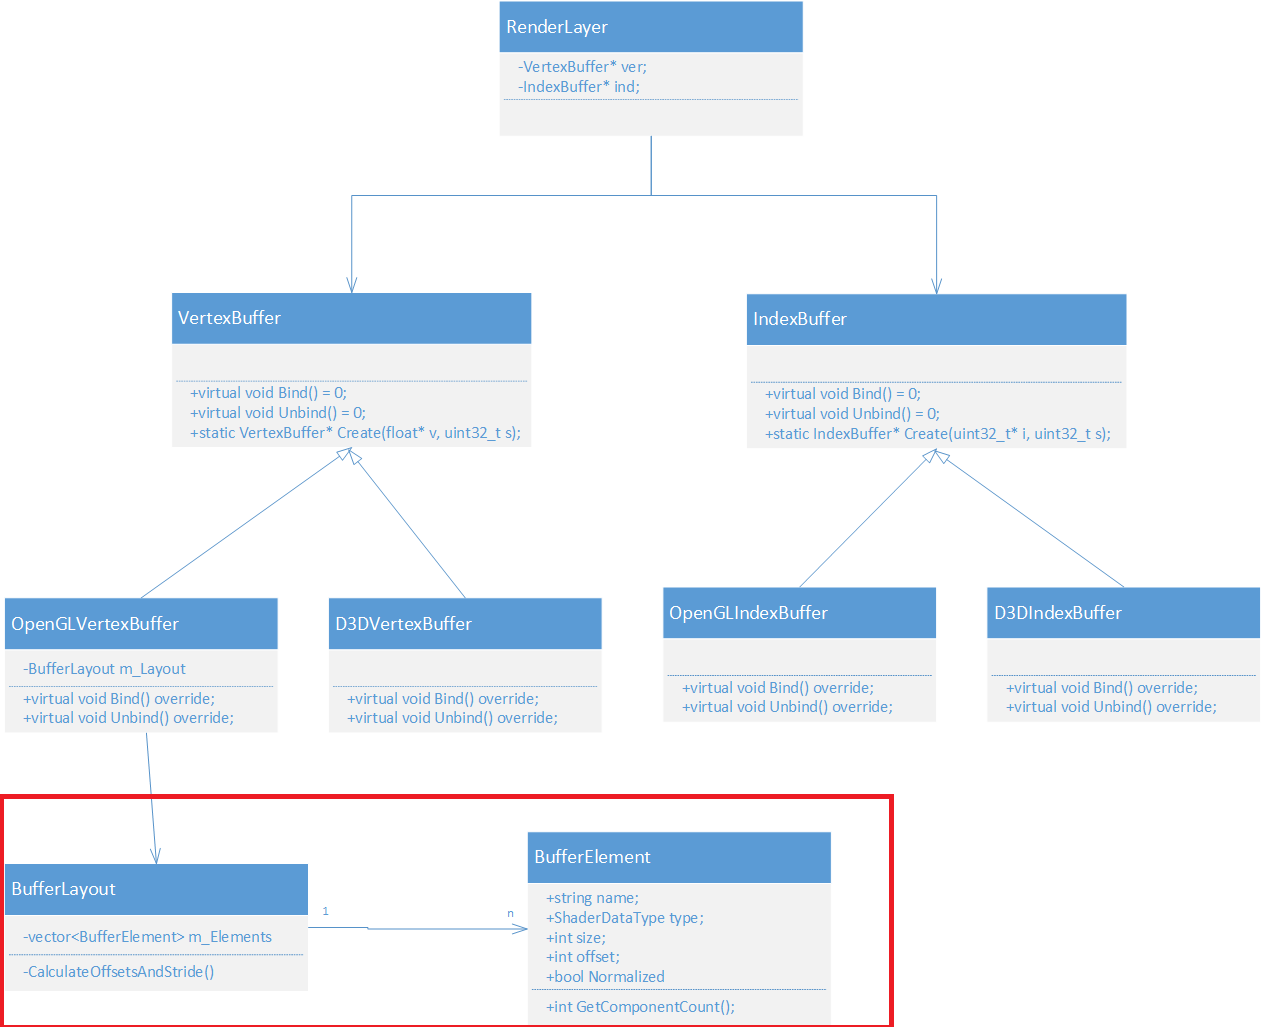 RenderLayer
-VertexBuffer* ver;
-IndexBuffer* ind;
VertexBuffer
+virtual void Bind() = 0;
+virtual void Unbind() = 0;
+static VertexBuffer* Create(float* v, uint32_t s);
IndexBuffer
+virtual void Bind() = 0;
+virtual void Unbind() = 0;
+static IndexBuffer* Create(uint32_t* i, uint32_t s);
OpenGLVertexBuffer
-BufferLayout m_Layout
+virtual void Bind() override;
+virtual void Unbind() override;
D3DVertexBuffer
+virtual void Bind() override;
+virtual void Unbind() override;
OpenGLIndexBuffer
+virtual void Bind() override;
+virtual void Unbind() override;
D3DIndexBuffer
+virtual void Bind() override;
+virtual void Unbind() override;
BufferLayout
-vector<BufferElement> m_Elements
-CalculateOffsetsAndStride()
1
n
BufferElement
+string name;
+ShaderDataType type;
+int size;
+int offset;
+bool Normalized
+int GetComponentCount();